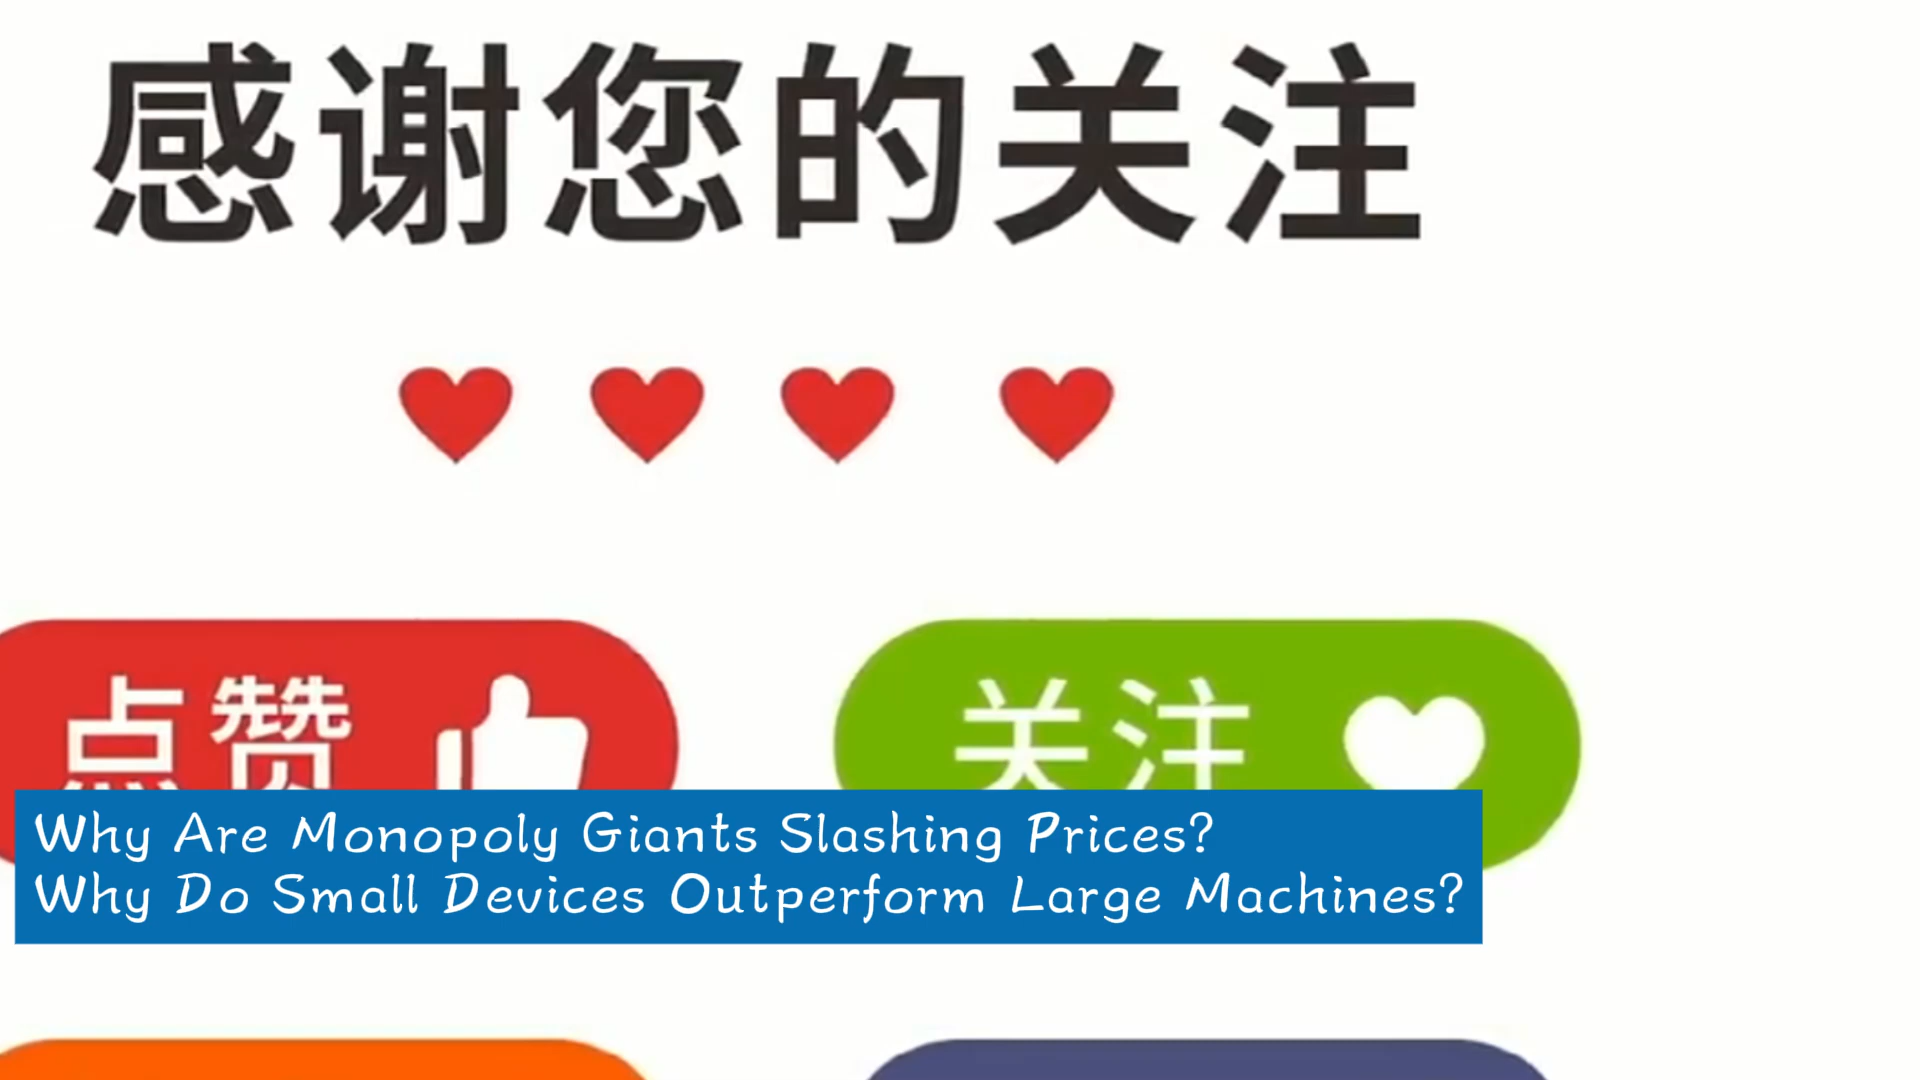 感谢您的关注
点赞
关注
Why Are Monopoly Giants Slashing Prices?
Why Do Small Devices Outperform Large Machines?